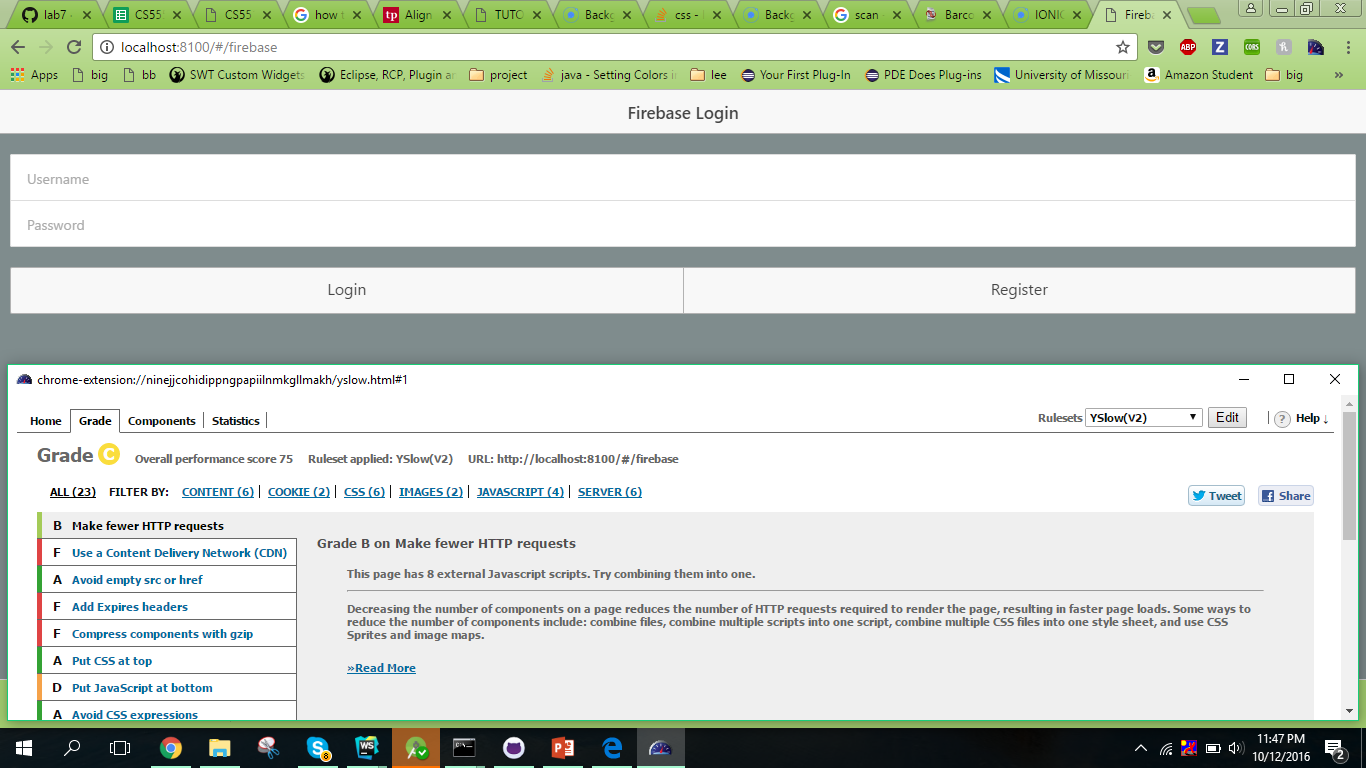 lab7 CS55 CS55 how t tp Align TUTO Backg css - Backg scan Barco IONIC Fireb
localhost:8100/#/firebase ABP Z CORS
Apps big bb SWT Custom Widgets Eclipse, RCP, Plugin a project java - Setting Colors i lee Your First Plug-In PDE Does Plug-ins University of Missour Amazon Student big »
Firebase Login
Username
Password
Login Register
chrome-extension://ninejjcohidippngpapiilnmkgllmakh/yslow.html#1
Home Grade Components Statistics Rulesets YSlow(V2) Edit ? Help ↓
Grade C Overall performance score 75 Ruleset applied: YSlow(V2) URL: http://localhost:8100/#/firebase
ALL (23) FILTER BY: CONTENT (6) COOKIE (2) CSS (6) IMAGES (2) JAVASCRIPT (4) SERVER (6) Tweet Share
B Make fewer HTTP requests
F Use a Content Delivery Network (CDN)
A Avoid empty src or href
F Add Expires headers
F Compress components with gzip
A Put CSS at top
D Put JavaScript at bottom
A Avoid CSS expressions
Grade B on Make fewer HTTP requests
This page has 8 external Javascript scripts. Try combining them into one.
Decreasing the number of components on a page reduces the number of HTTP requests required to render the page, resulting in faster page loads. Some ways to
reduce the number of components include: combine files, combine multiple scripts into one script, combine multiple CSS files into one style sheet, and use CSS
Sprites and image maps.
»Read More
8 WS 11:47 PM
10/12/2016 2